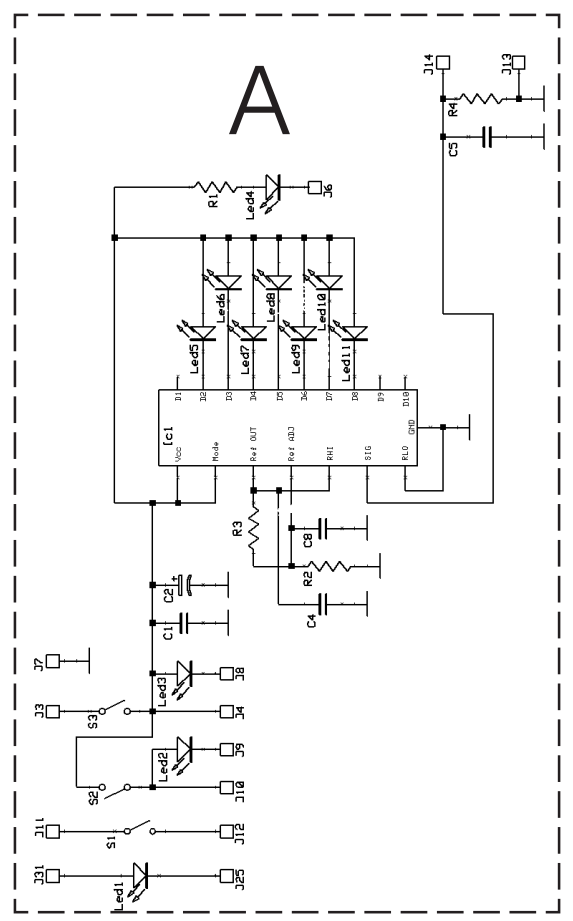 A
J14
J13
R4
C5
R1
Led4
J6
Led6
Led8
Led10
Led5
Led7
Led9
Led11
D1
D2
D3
D4
D5
D6
D7
D8
D9
D10
Ic1
GND
Vcc
Mode
Ref OUT
Ref ADJ
RHI
SIG
RLO
R3
C8
R2
C2
+
C1
C4
J7
Led3
J8
J3
S3
J4
Led2
J9
S2
J10
J11
S1
J12
J31
Led1
J25